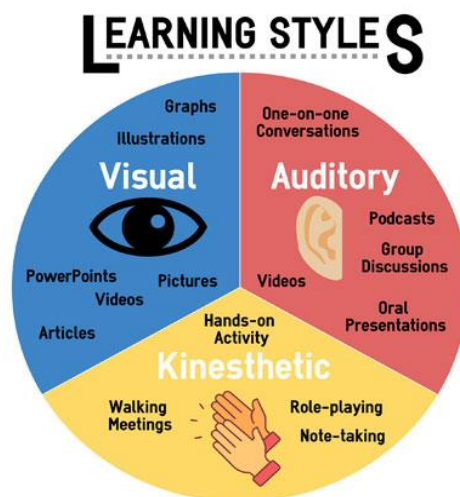 LEARNING STYLES
Graphs
Illustrations
Visual
PowerPoints
Videos
Pictures
Articles
One-on-one
Conversations
Auditory
Podcasts
Group
Discussions
Videos
Oral
Presentations
Hands-on
Activity
Kinesthetic
Walking
Meetings
Role-playing
Note-taking